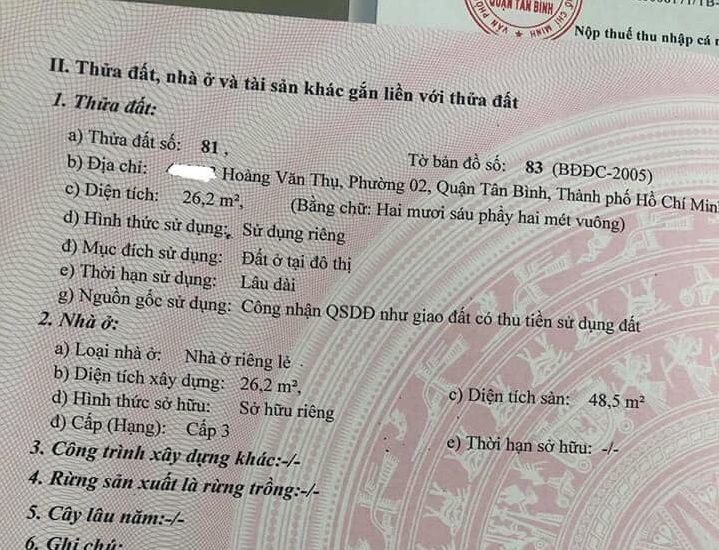 QUẬN TÂN BÌNH
Nộp thuế thu nhập cá
II. Thửa đất, nhà ở và tài sản khác gắn liền với thửa đất
1. Thửa đất:
a) Thửa đất số: 81 , Tờ bản đồ số: 83 (BĐĐC-2005)
b) Địa chỉ: Hoàng Văn Thụ, Phường 02, Quận Tân Bình, Thành phố Hồ Chí Min
c) Diện tích: 26,2 m², (Bằng chữ: Hai mươi sáu phẩy hai mét vuông)
d) Hình thức sử dụng: Sử dụng riêng
đ) Mục đích sử dụng: Đất ở tại đô thị
e) Thời hạn sử dụng: Lâu dài
g) Nguồn gốc sử dụng: Công nhận QSDĐ như giao đất có thu tiền sử dụng đất
2. Nhà ở:
a) Loại nhà ở: Nhà ở riêng lẻ
b) Diện tích xây dựng: 26,2 m², c) Diện tích sàn: 48,5 m²
d) Hình thức sở hữu: Sở hữu riêng
đ) Cấp (Hạng): Cấp 3 e) Thời hạn sở hữu: -/-
3. Công trình xây dựng khác:-/-
4. Rừng sản xuất là rừng trồng:-/-
5. Cây lâu năm:-/-
6. Ghi chú: